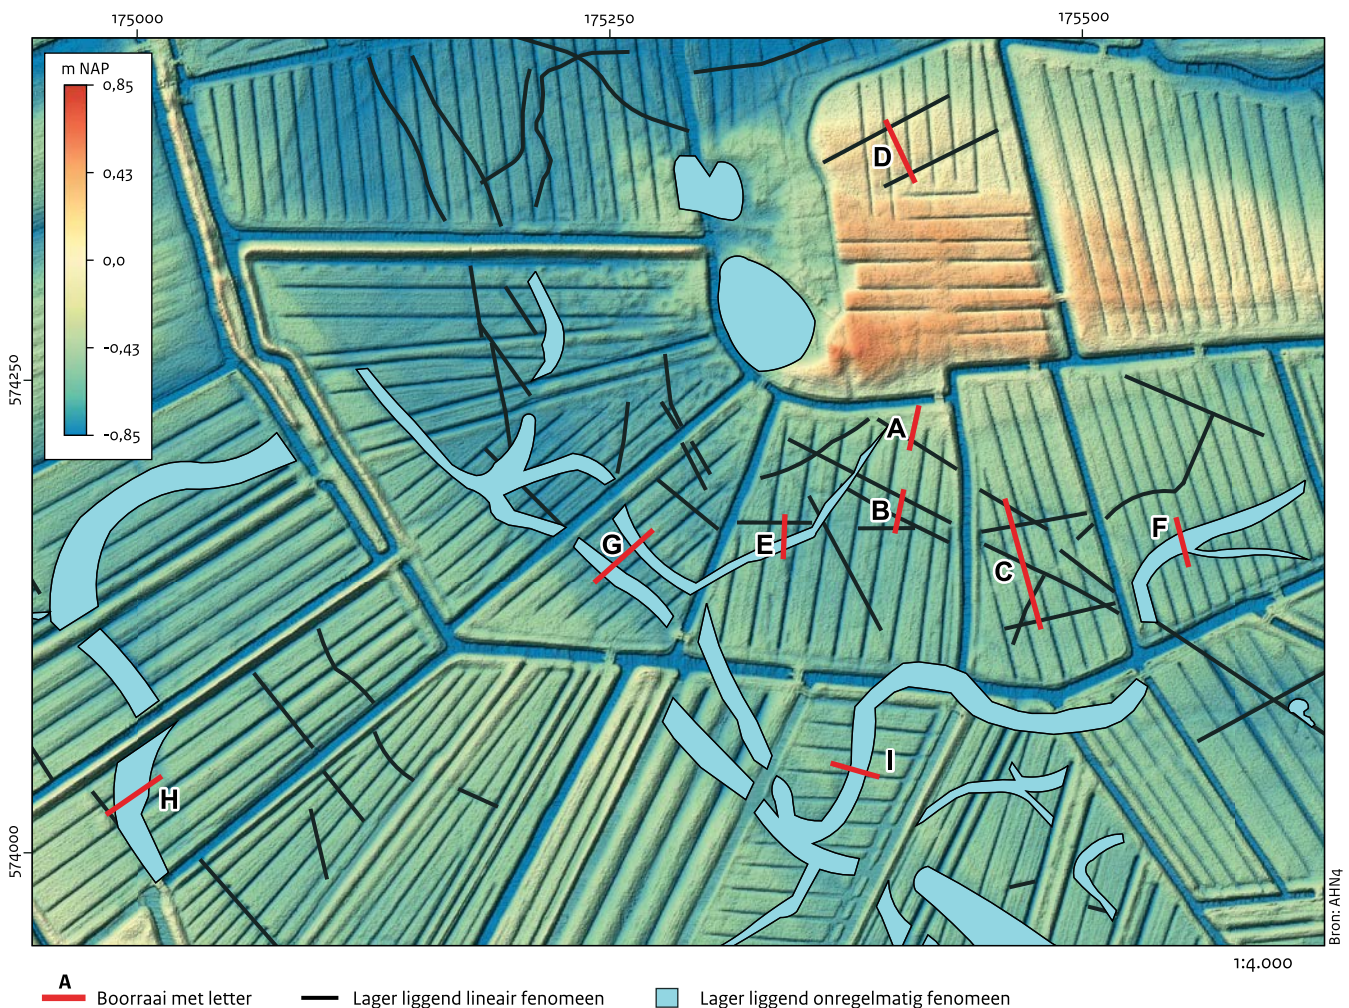 175000 175250 175500
m NAP
0,85
0,43
0,0
-0,43
-0,85
574250
574000
D
A
B
C
E
F
G
H
I
Bron: AHN4
1:4.000
A
Boorraai met letter
Lager liggend lineair fenomeen
Lager liggend onregelmatig fenomeen